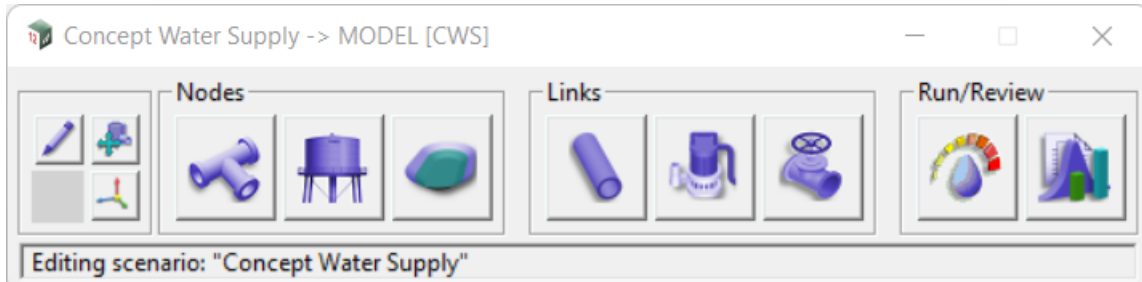 Concept Water Supply -> MODEL [CWS]
Nodes
Links
Run/Review
Editing scenario: "Concept Water Supply"